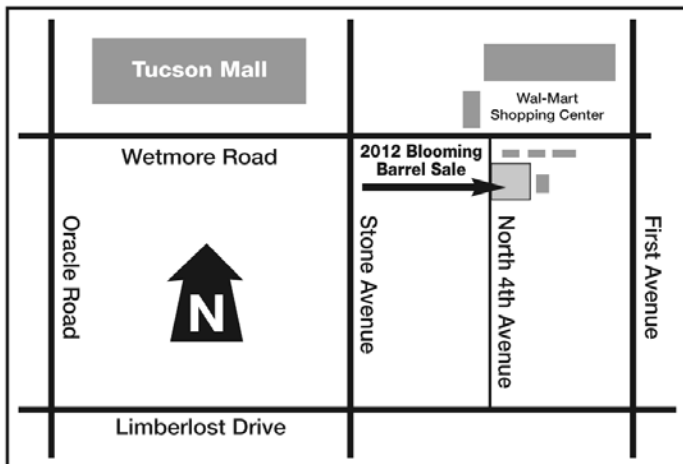 Tucson Mall
Wal-Mart
Shopping Center
Wetmore Road
2012 Blooming
Barrel Sale
Oracle Road
N
Stone Avenue
North 4th Avenue
First Avenue
Limberlost Drive